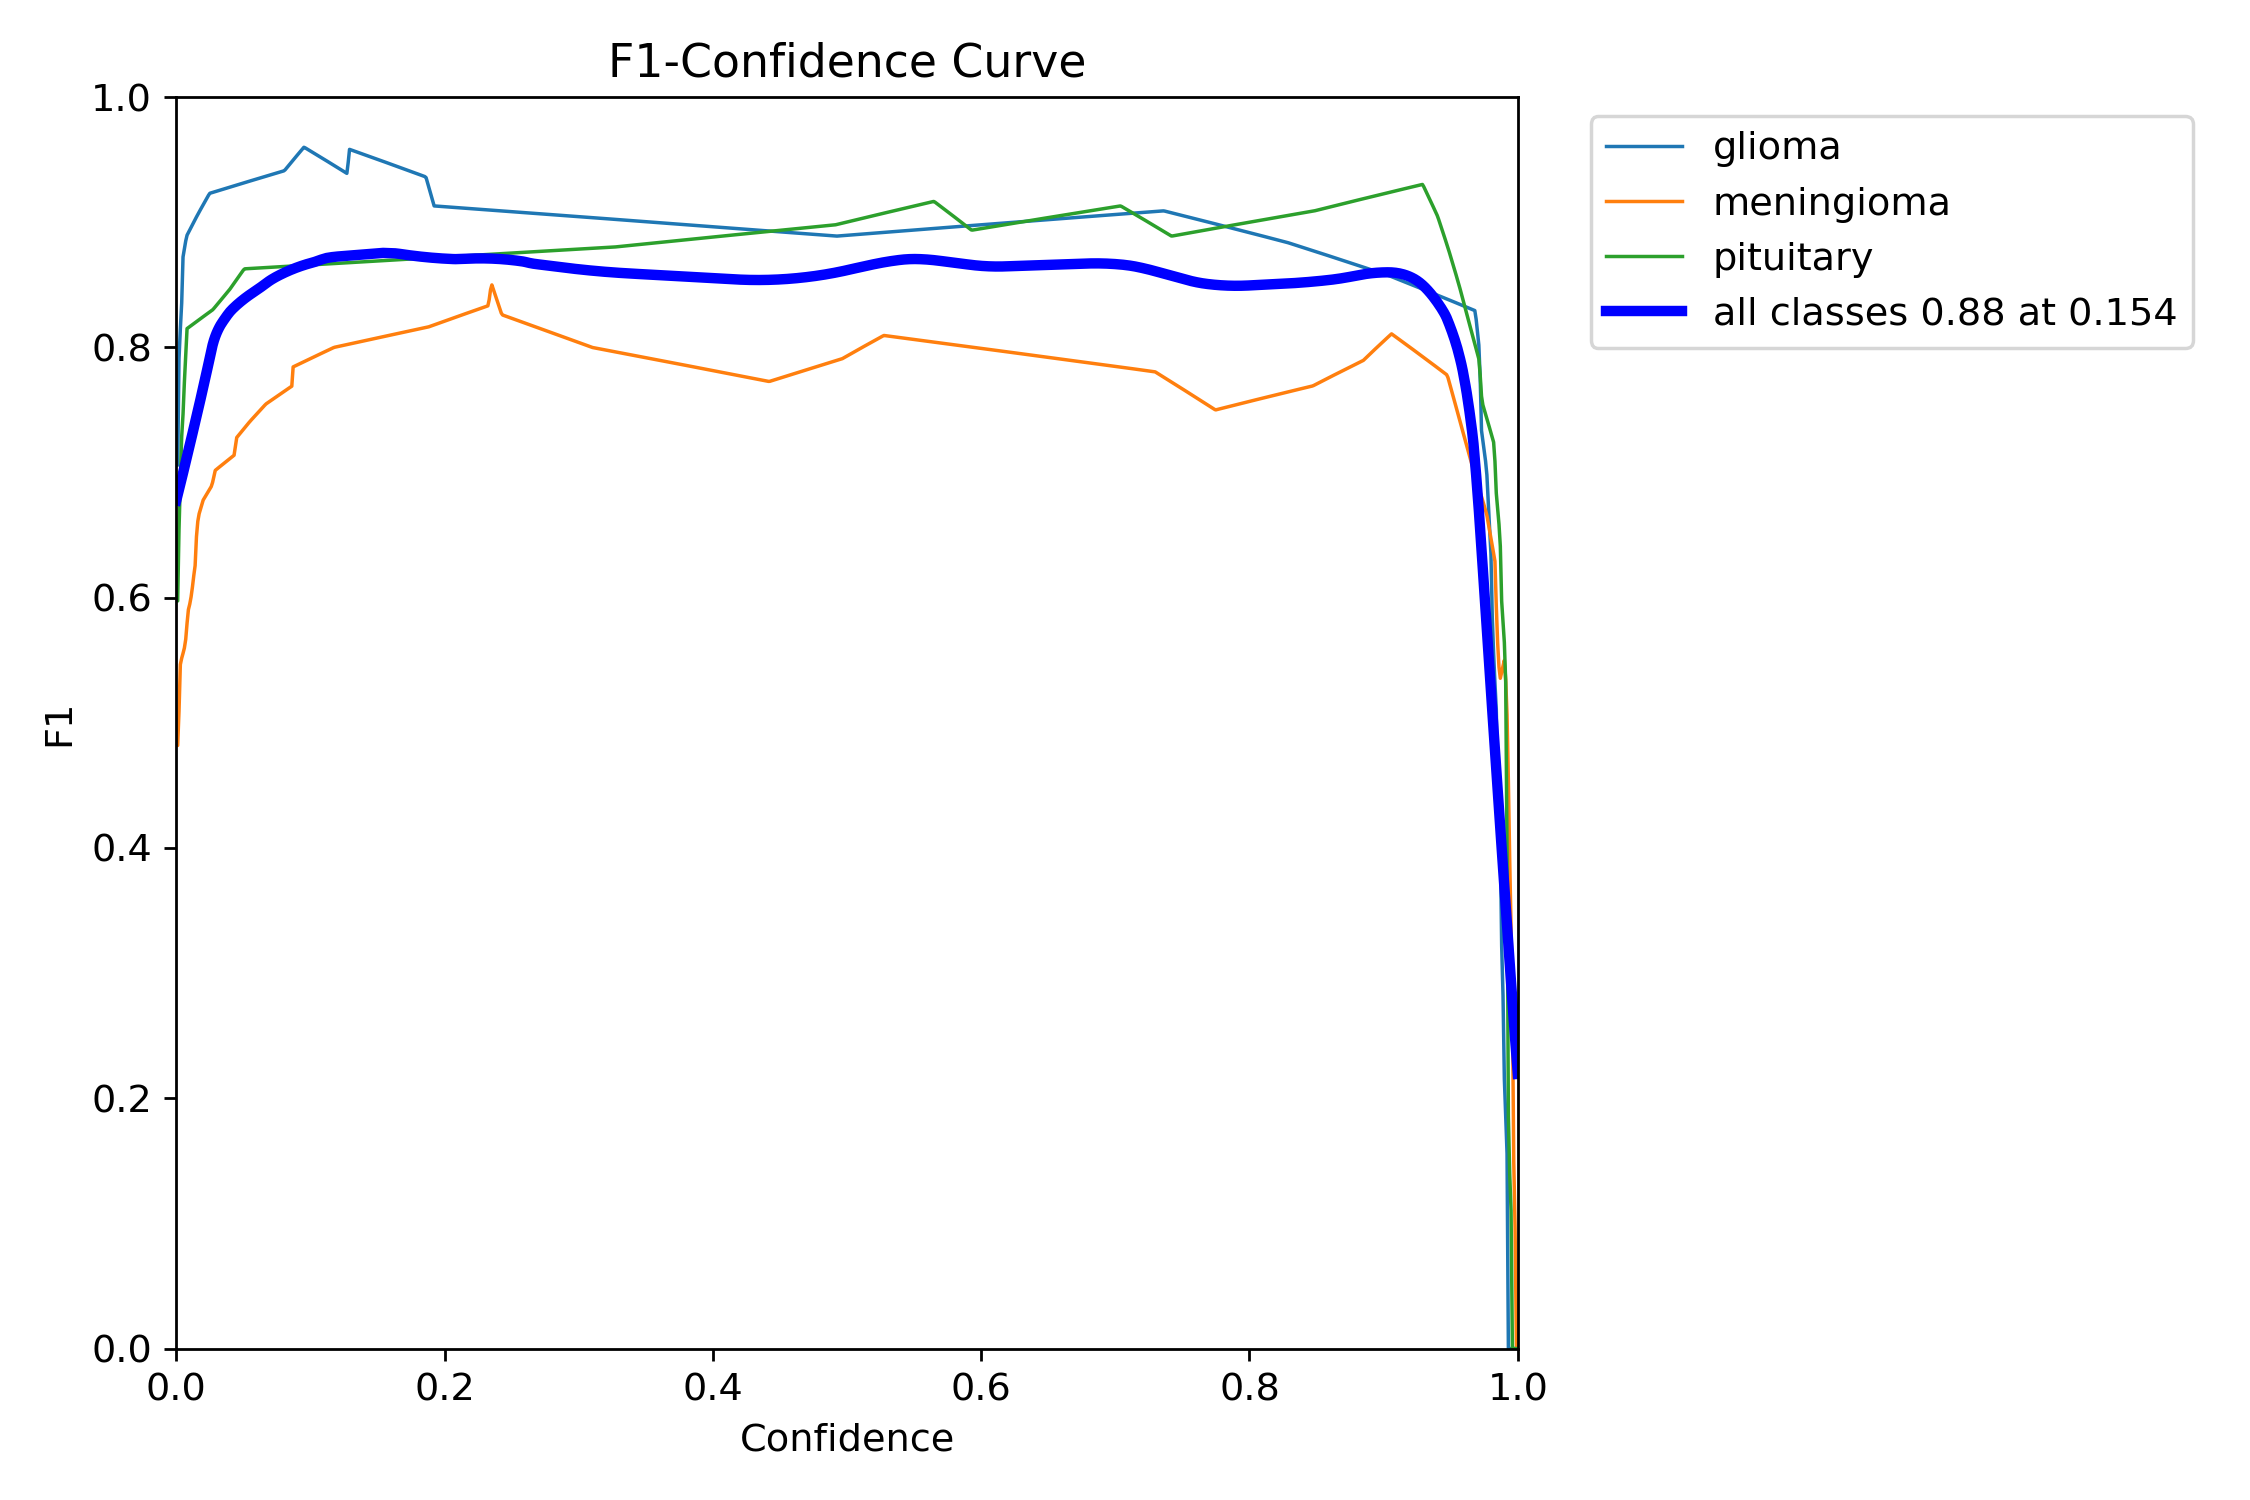 F1-Confidence Curve
1.0
0.8
0.6
0.4
0.2
0.0
F1
0.0 0.2 0.4 0.6 0.8 1.0
Confidence
glioma
meningioma
pituitary
all classes 0.88 at 0.154